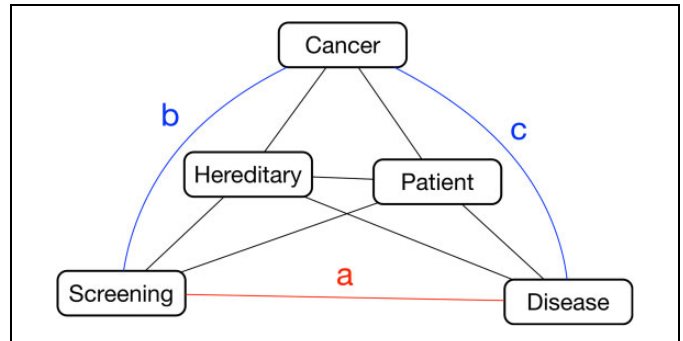 Cancer
b
c
Hereditary
Patient
a
Screening
Disease